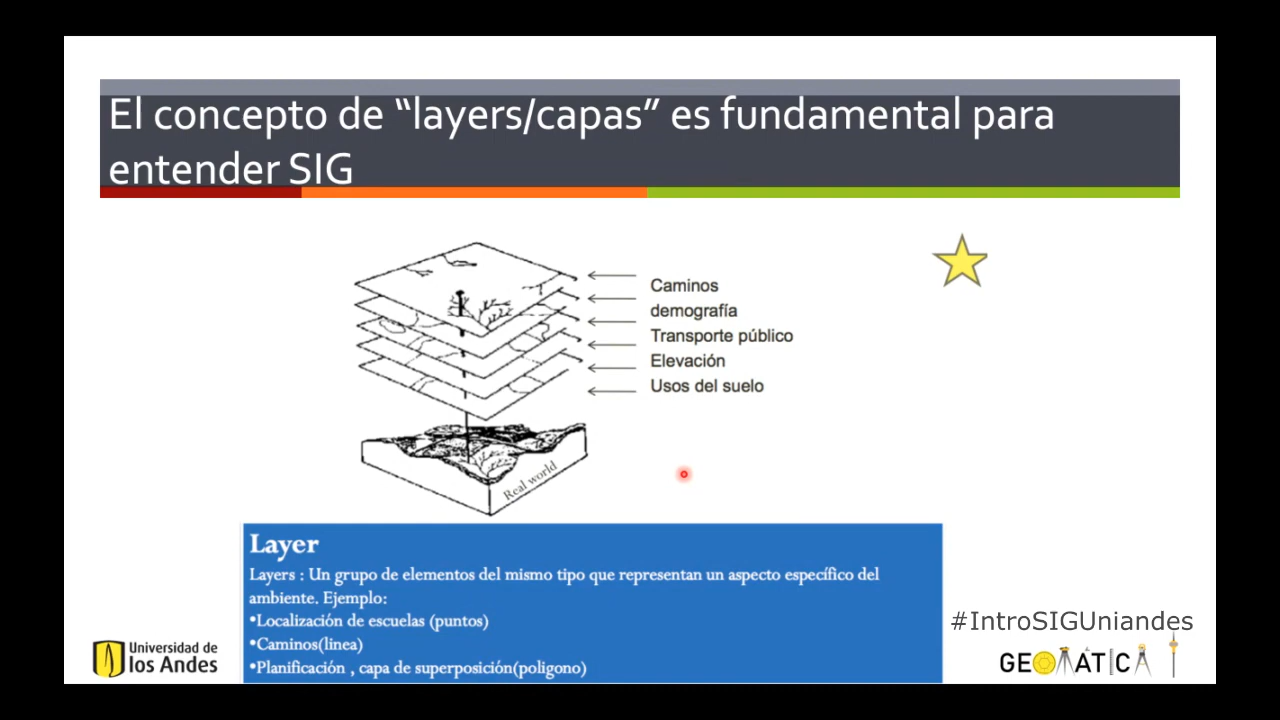 El concepto de “layers/capas” es fundamental para
entender SIG
Caminos
demografía
Transporte público
Elevación
Usos del suelo
Real world
Layer
Layers : Un grupo de elementos del mismo tipo que representan un aspecto específico del
ambiente. Ejemplo:
•Localización de escuelas (puntos)
•Caminos(linea)
•Planificación , capa de superposición(poligono)
Universidad de
los Andes
#IntroSIGUniandes
GEOMÁTICA